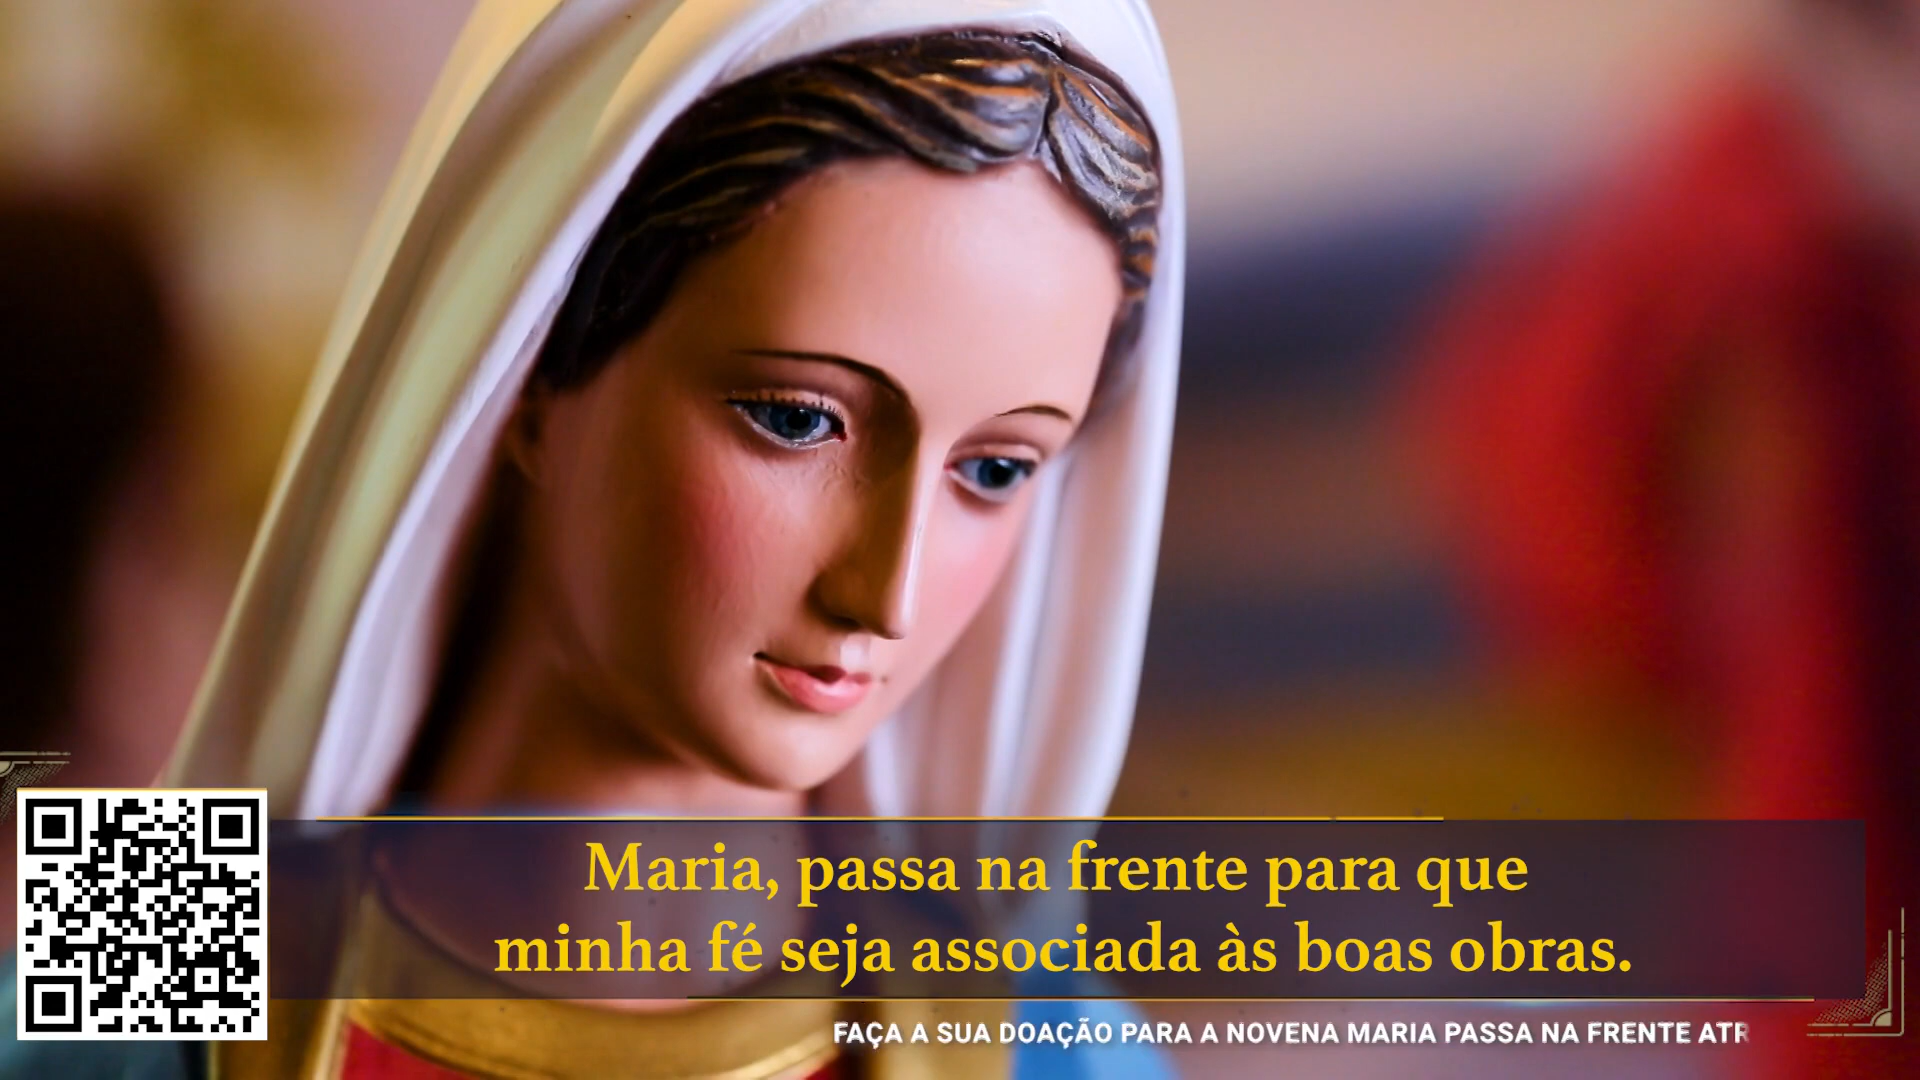 Maria, passa na frente para que
minha fé seja associada às boas obras.
FAÇA A SUA DOAÇÃO PARA A NOVENA MARIA PASSA NA FRENTE